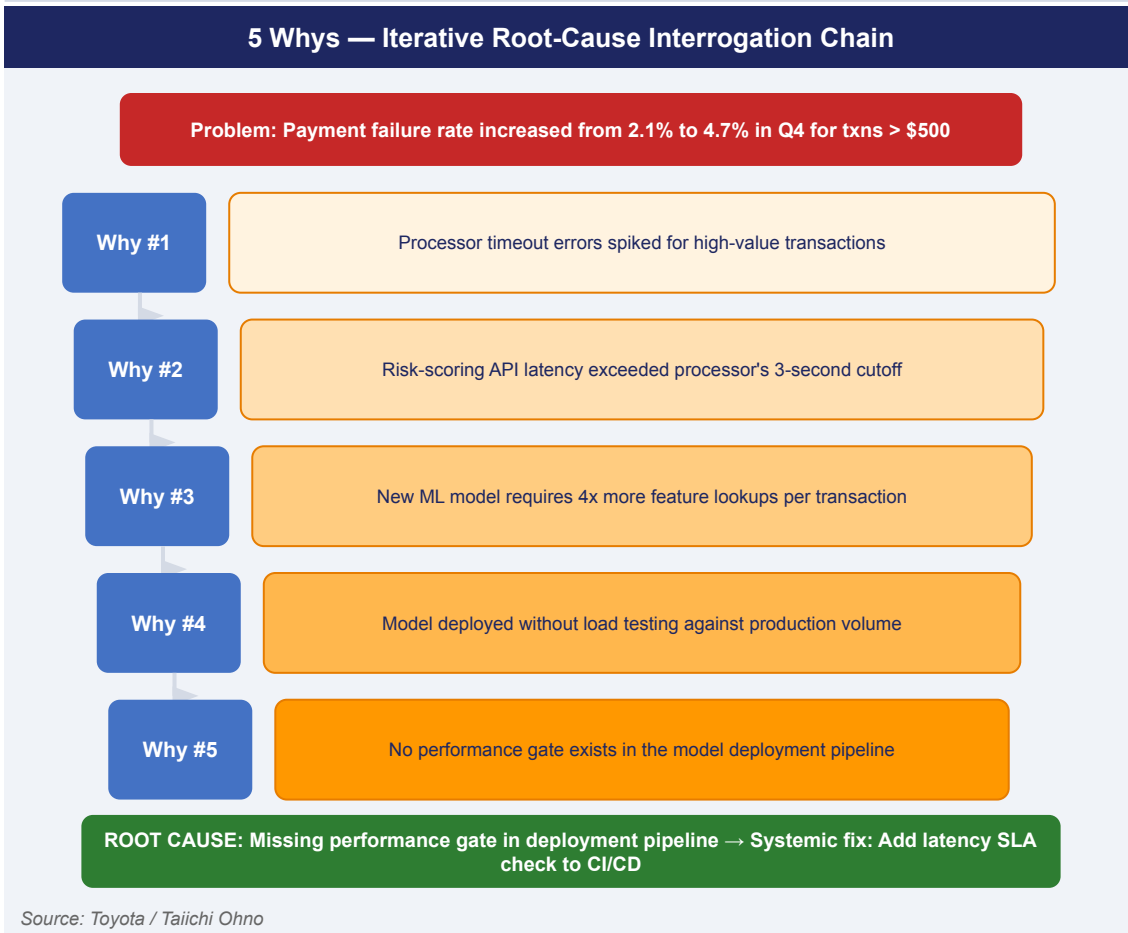 5 Whys — Iterative Root-Cause Interrogation Chain
Problem: Payment failure rate increased from 2.1% to 4.7% in Q4 for txns > $500
Why #1
Processor timeout errors spiked for high-value transactions
Why #2
Risk-scoring API latency exceeded processor's 3-second cutoff
Why #3
New ML model requires 4x more feature lookups per transaction
Why #4
Model deployed without load testing against production volume
Why #5
No performance gate exists in the model deployment pipeline
ROOT CAUSE: Missing performance gate in deployment pipeline → Systemic fix: Add latency SLA
check to CI/CD
Source: Toyota / Taiichi Ohno